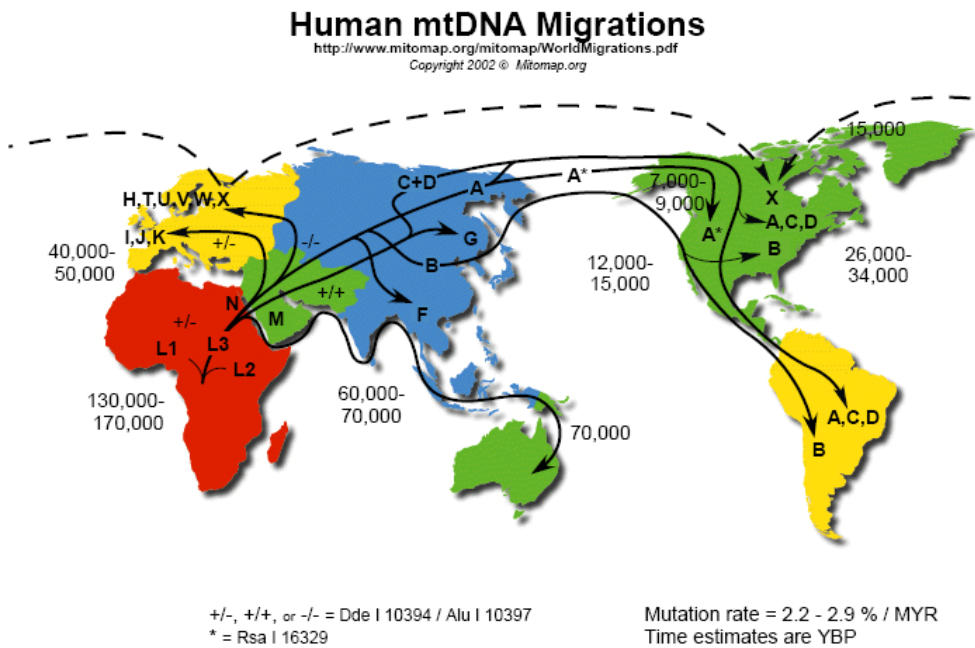 Human mtDNA Migrations
http://www.mitomap.org/mitomap/WorldMigrations.pdf
Copyright 2002 © Mitomap.org
15,000
H,T,U,V,W,X
C+D
A
A*
7,000-
9,000
X
A,C,D
I,J,K
+/-
-/-
G
A*
B
40,000-
50,000
B
12,000-
15,000
26,000-
34,000
N
+/+
M
F
+/-
L1
L3
L2
130,000-
170,000
60,000-
70,000
70,000
A,C,D
B
+/-, +/+, or -/- = Dde I 10394 / Alu I 10397
* = Rsa I 16329
Mutation rate = 2.2 - 2.9 % / MYR
Time estimates are YBP